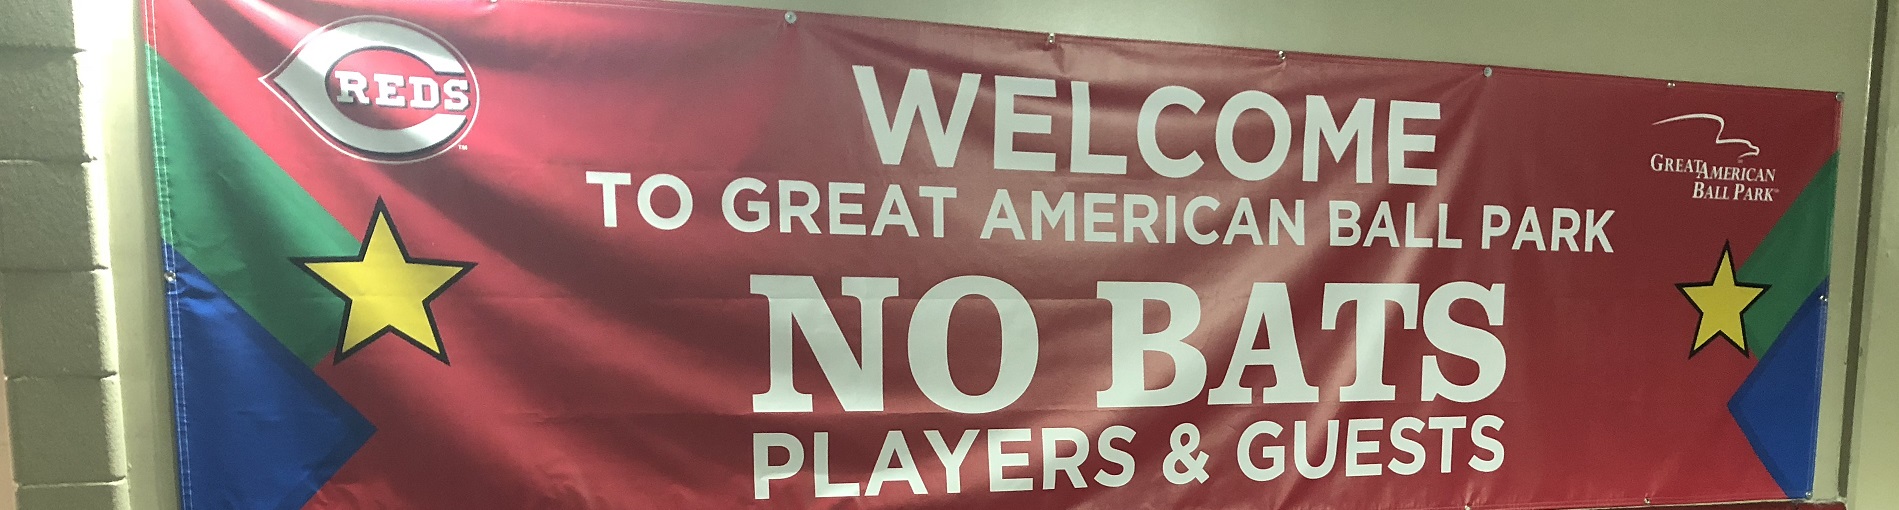 REDS
WELCOME
TO GREAT AMERICAN BALL PARK
NO BATS
PLAYERS & GUESTS
GREAT AMERICAN
BALL PARK